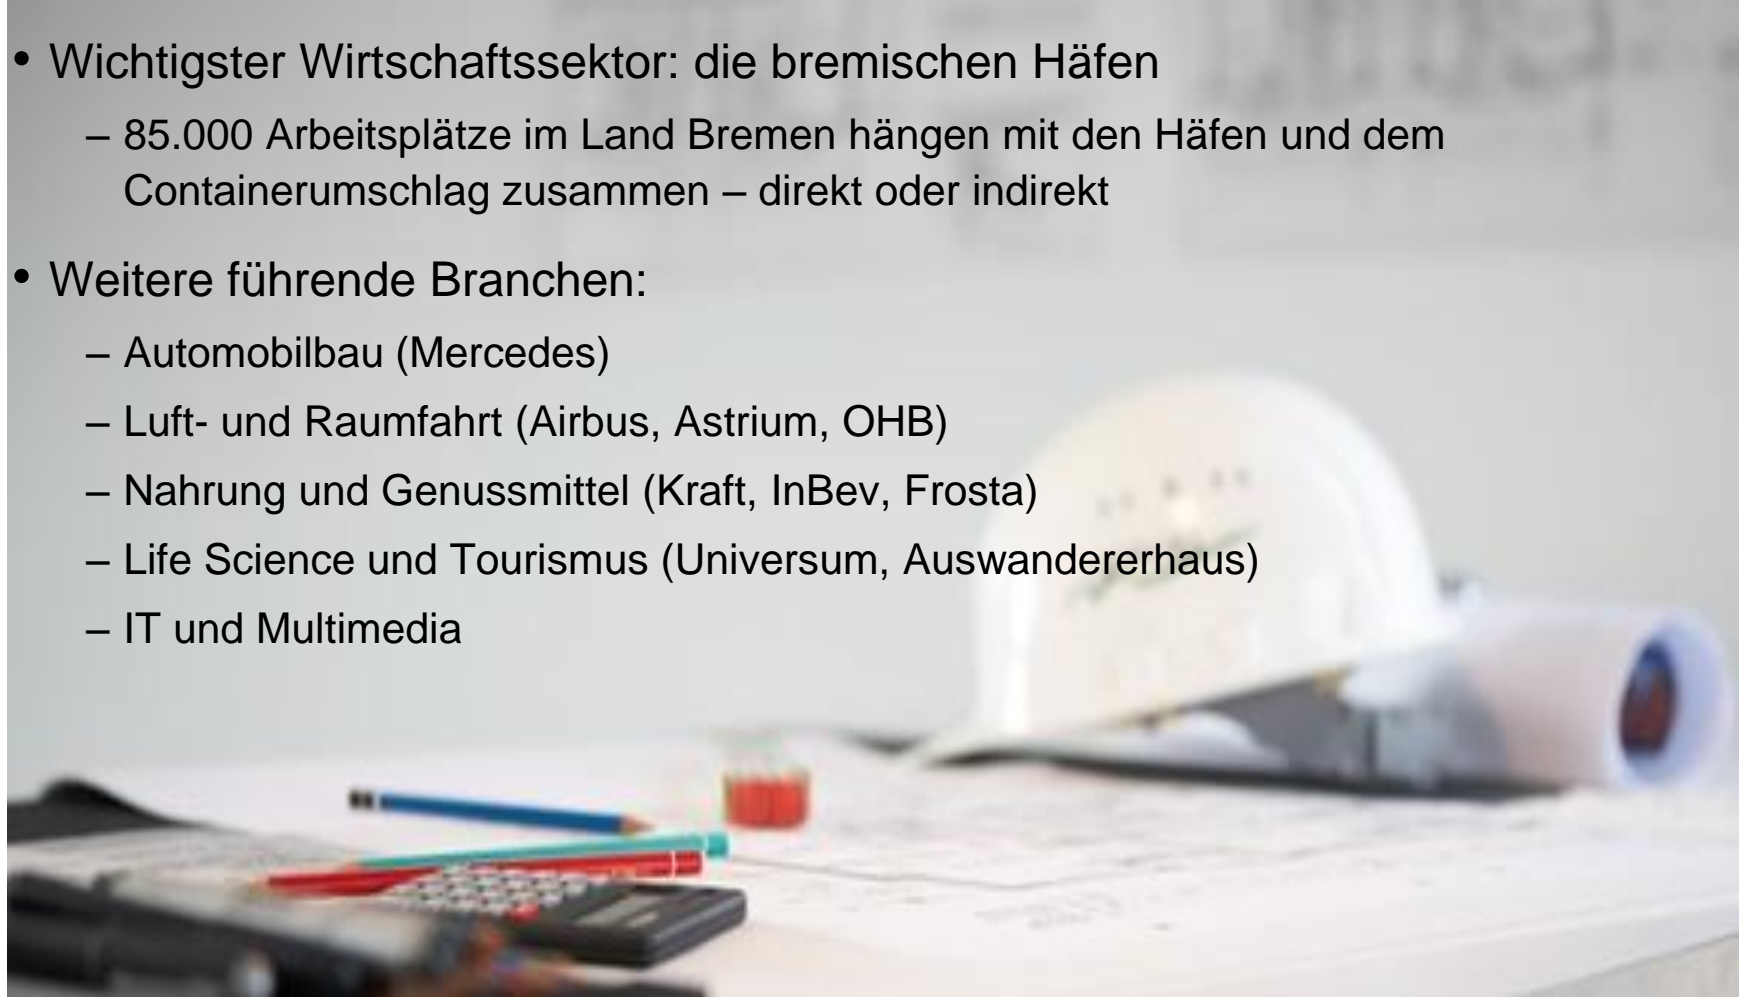 • Wichtigster Wirtschaftssektor: die bremischen Häfen
– 85.000 Arbeitsplätze im Land Bremen hängen mit den Häfen und dem
Containerumschlag zusammen – direkt oder indirekt
• Weitere führende Branchen:
– Automobilbau (Mercedes)
– Luft- und Raumfahrt (Airbus, Astrium, OHB)
– Nahrung und Genussmittel (Kraft, InBev, Frosta)
– Life Science und Tourismus (Universum, Auswandererhaus)
– IT und Multimedia